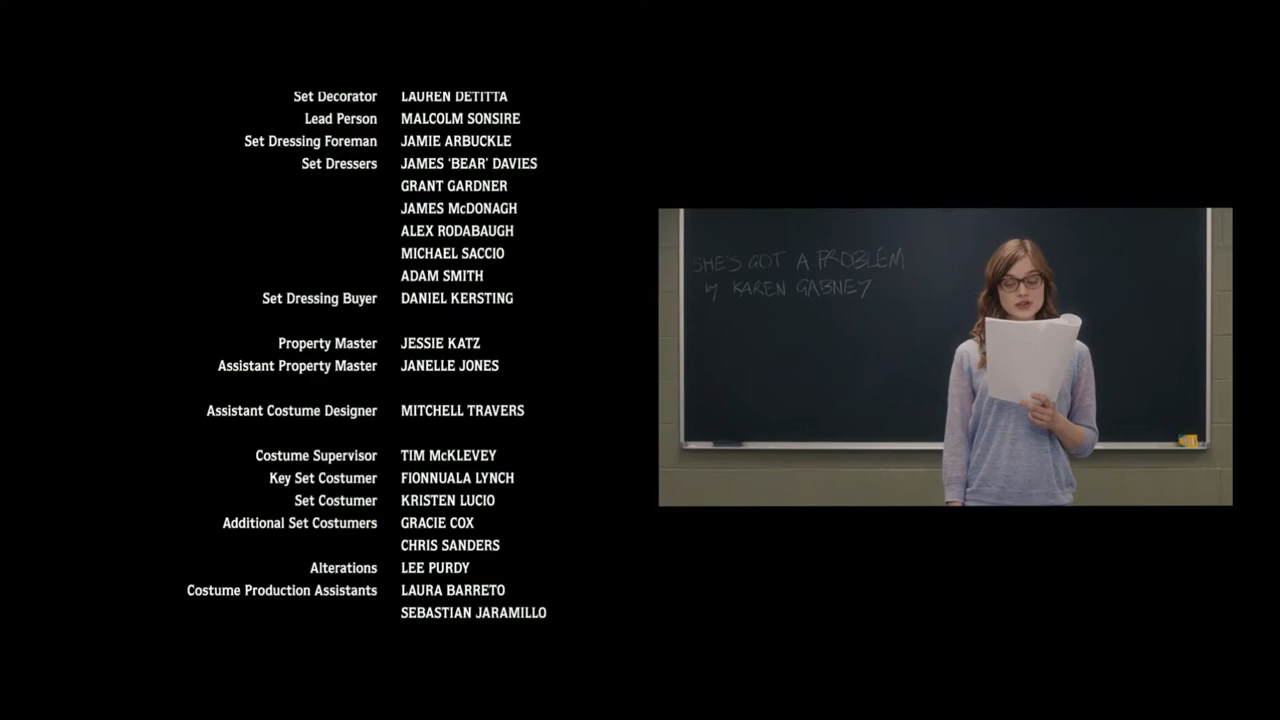 Set Decorator LAUREN DETITTA
Lead Person MALCOLM SONSIRE
Set Dressing Foreman JAMIE ARBUCKLE
Set Dressers JAMES 'BEAR' DAVIES
GRANT GARDNER
JAMES McDONAGH
ALEX RODABAUGH
MICHAEL SACCIO
ADAM SMITH
Set Dressing Buyer DANIEL KERSTING
Property Master JESSIE KATZ
Assistant Property Master JANELLE JONES
Assistant Costume Designer MITCHELL TRAVERS
Costume Supervisor TIM McKLEVEY
Key Set Costumer FIONNUALA LYNCH
Set Costumer KRISTEN LUCIO
Additional Set Costumers GRACIE COX
CHRIS SANDERS
Alterations LEE PURDY
Costume Production Assistants LAURA BARRETO
SEBASTIAN JARAMILLO
SHE'S GOT A PROBLEM
by KAREN GABNEY